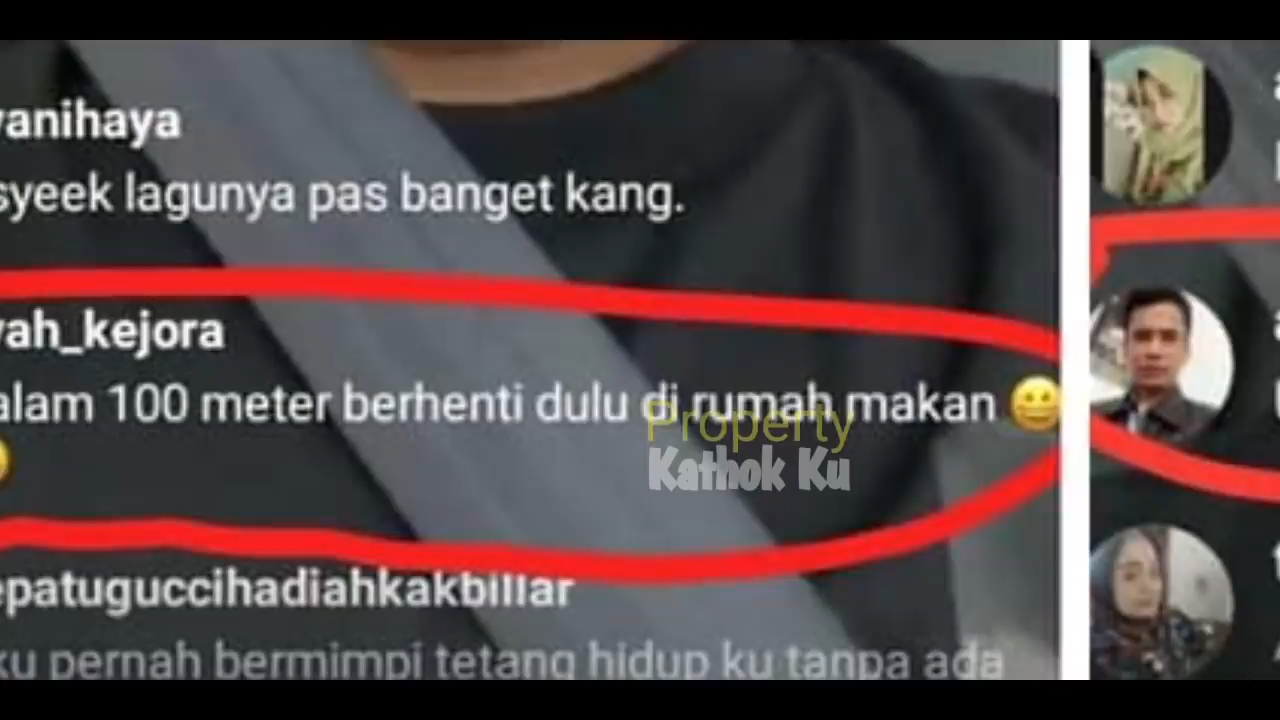 vanihaya
syeek lagunya pas banget kang.
yah_kejora
alam 100 meter berhenti dulu di rumah makan 😀
Property
Kathok Ku
epatuguccihadiahkakbillar
ku pernah bermimpi tetang hidup ku tanpa ada